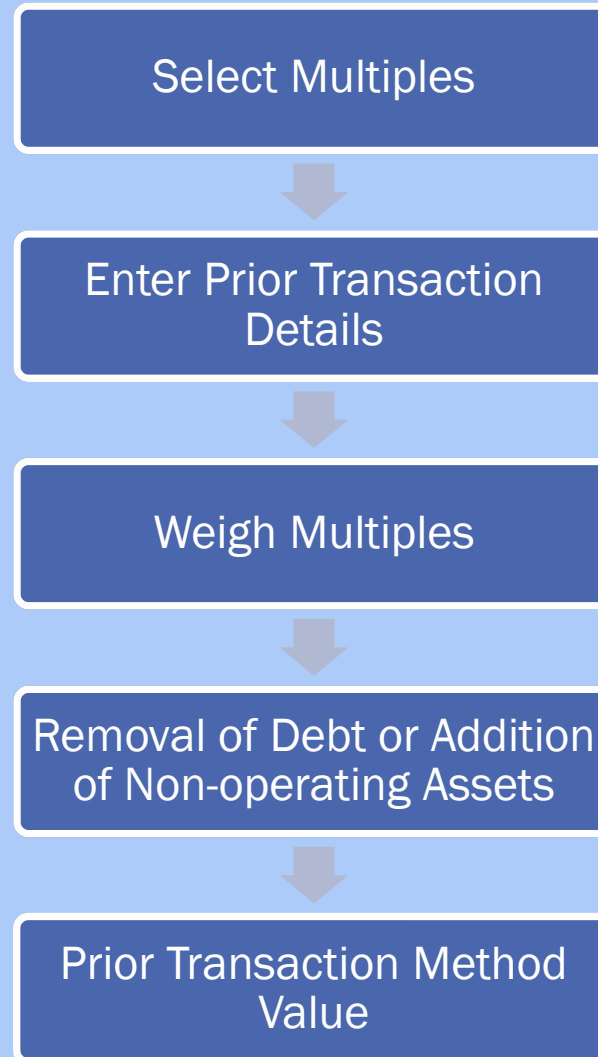 Select Multiples
Enter Prior Transaction
Details
Weigh Multiples
Removal of Debt or Addition
of Non-operating Assets
Prior Transaction Method
Value